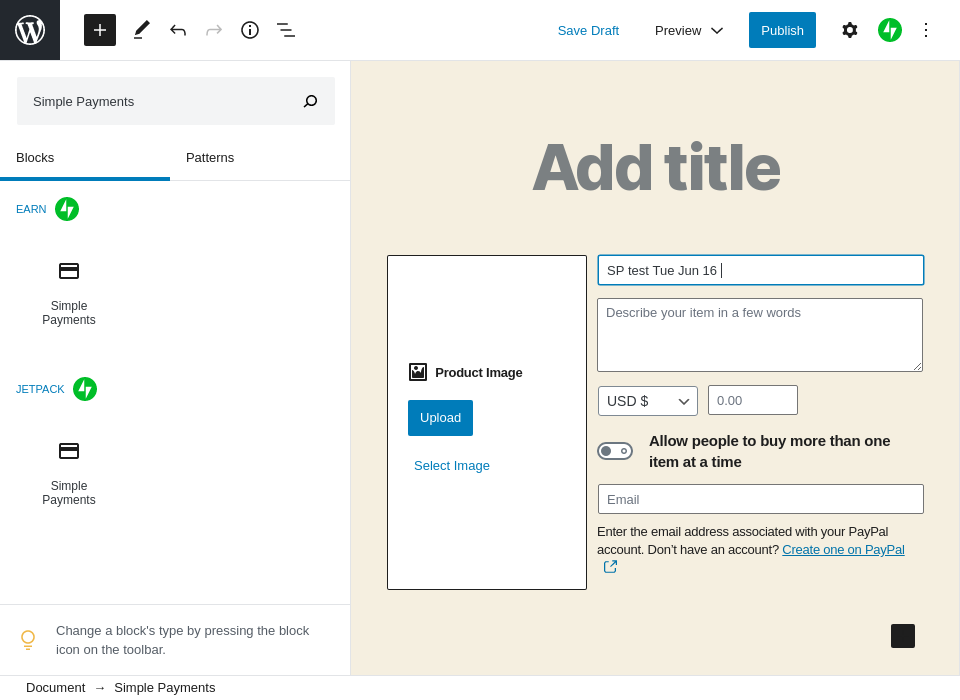 Save Draft
Preview
Publish
Simple Payments
Blocks
Patterns
EARN
Simple
Payments
JETPACK
Simple
Payments
Change a block's type by pressing the block
icon on the toolbar.
Add title
Product Image
Upload
Select Image
SP test Tue Jun 16
Describe your item in a few words
USD $
0.00
Allow people to buy more than one
item at a time
Email
Enter the email address associated with your PayPal
account. Don’t have an account? Create one on PayPal
Document → Simple Payments